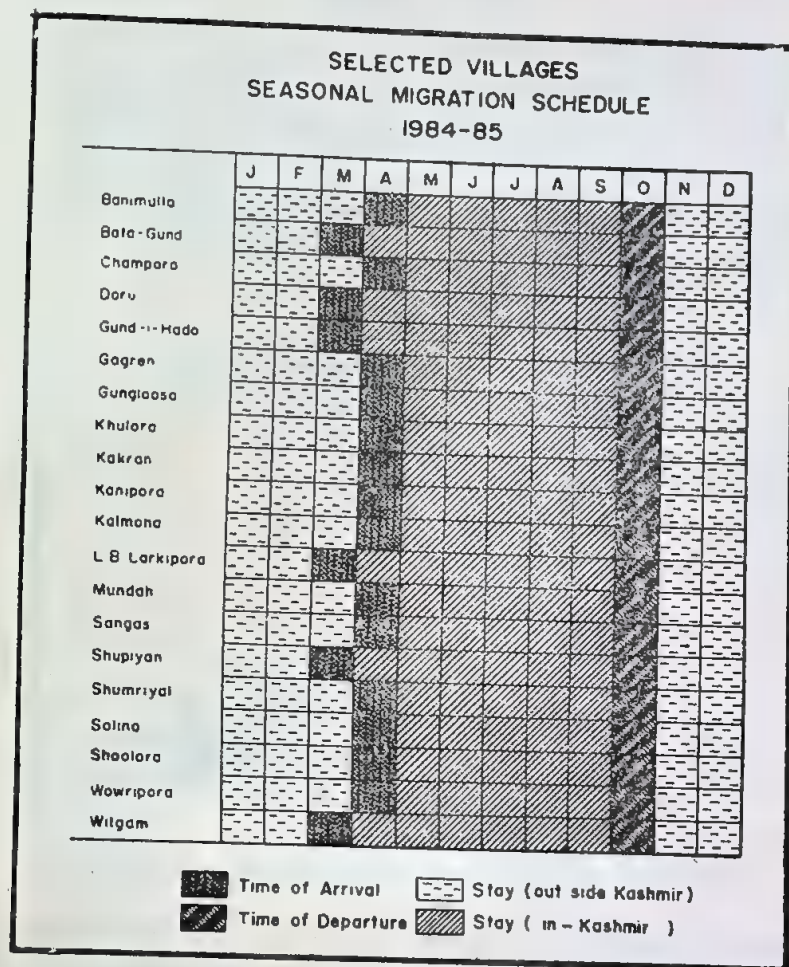 SELECTED VILLAGES
SEASONAL MIGRATION SCHEDULE
1984-85
J F M A M J J A S O N D
Banimulla
Bata-Gund
Champora
Doru
Gund-i-Hado
Gagren
Gungloosa
Khulora
Kakran
Kanipora
Kalmona
L B Larkipora
Mundah
Sangas
Shupiyan
Shumriyal
Solina
Shoolora
Wowripora
Wilgam
Time of Arrival Stay (out side Kashmir)
Time of Departure Stay ( in - Kashmir )